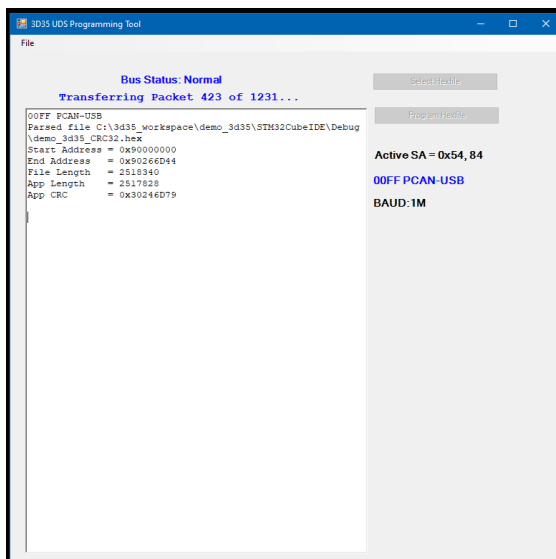 3D35 UDS Programming Tool
File
Bus Status: Normal
Transferring Packet 423 of 1231...
Select Hexfile
Program Hexfile
00FF PCAN-USB
Parsed file C:\3d35_workspace\demo_3d35\STM32CubeIDE\Debug
\demo_3d35_CRC32.hex
Start Address = 0x90000000
End Address = 0x90266D44
File Length = 2518340
App Length = 2517828
App CRC = 0x30246D79
Active SA = 0x54, 84
00FF PCAN-USB
BAUD:1M